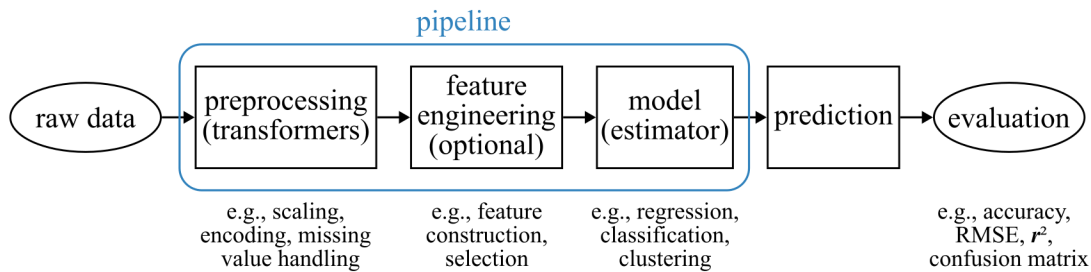 pipeline
raw data
preprocessing
(transformers)
feature
engineering
(optional)
model
(estimator)
prediction
evaluation
e.g., scaling,
encoding, missing
value handling
e.g., feature
construction,
selection
e.g., regression,
classification,
clustering
e.g., accuracy,
RMSE, r²,
confusion matrix